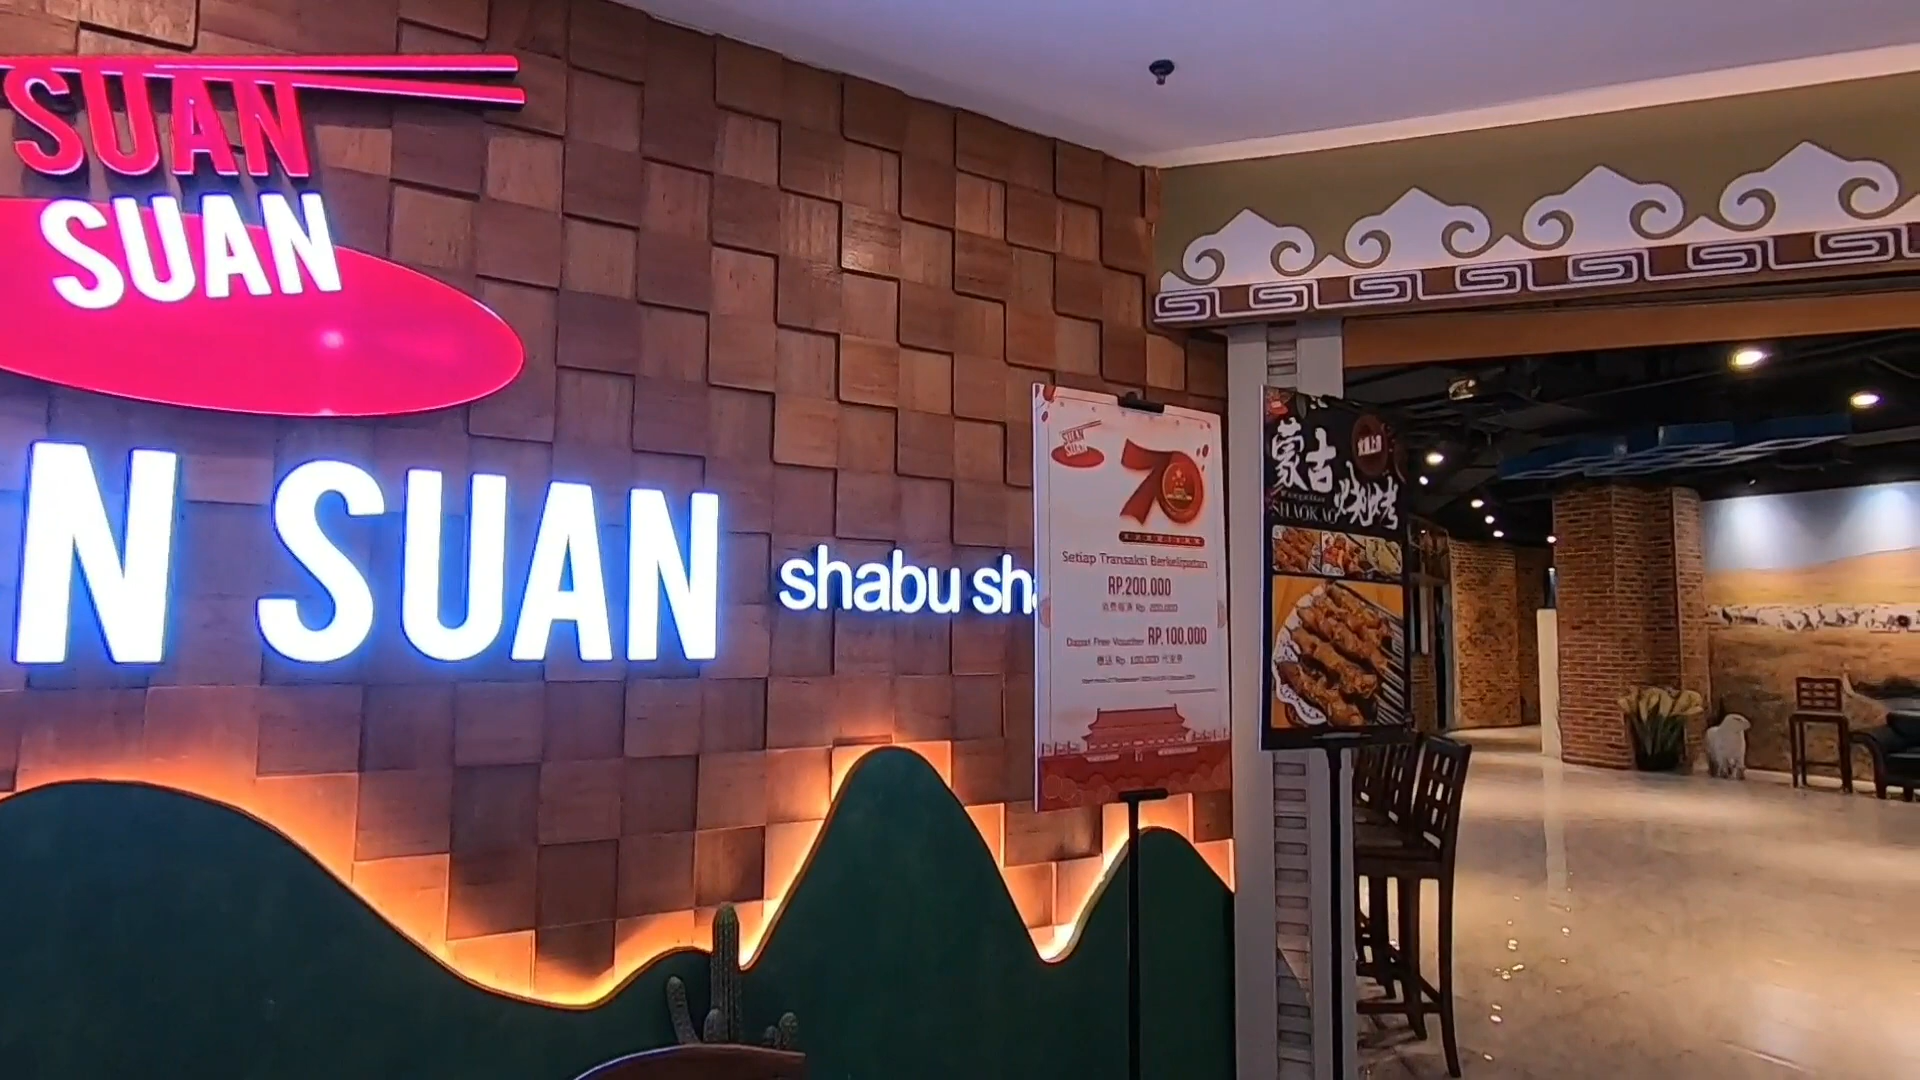 SUAN
SUAN
N SUAN
shabu sha
SUAN
SUAN
70
Setiap Transaksi Berkelipatan
RP.200.000
Dapat Free Voucher RP.100.000
蒙古
烧烤
SHAOKAO